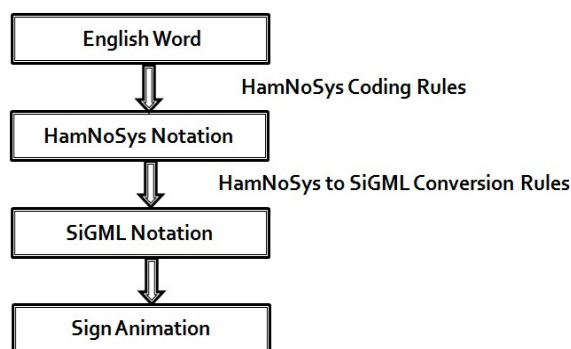 English Word
HamNoSys Coding Rules
HamNoSys Notation
HamNoSys to SiGML Conversion Rules
SiGML Notation
Sign Animation